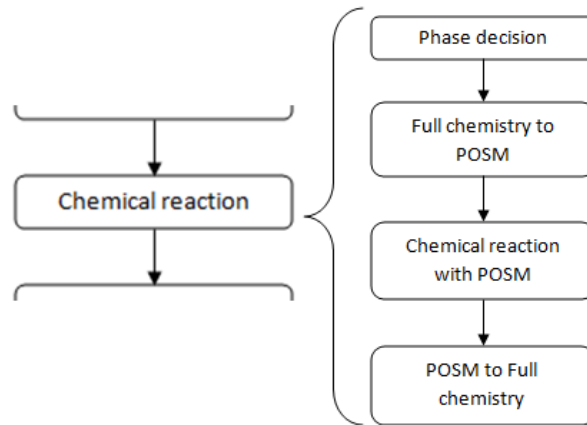 Chemical reaction
Phase decision
Full chemistry to
POSM
Chemical reaction
with POSM
POSM to Full
chemistry